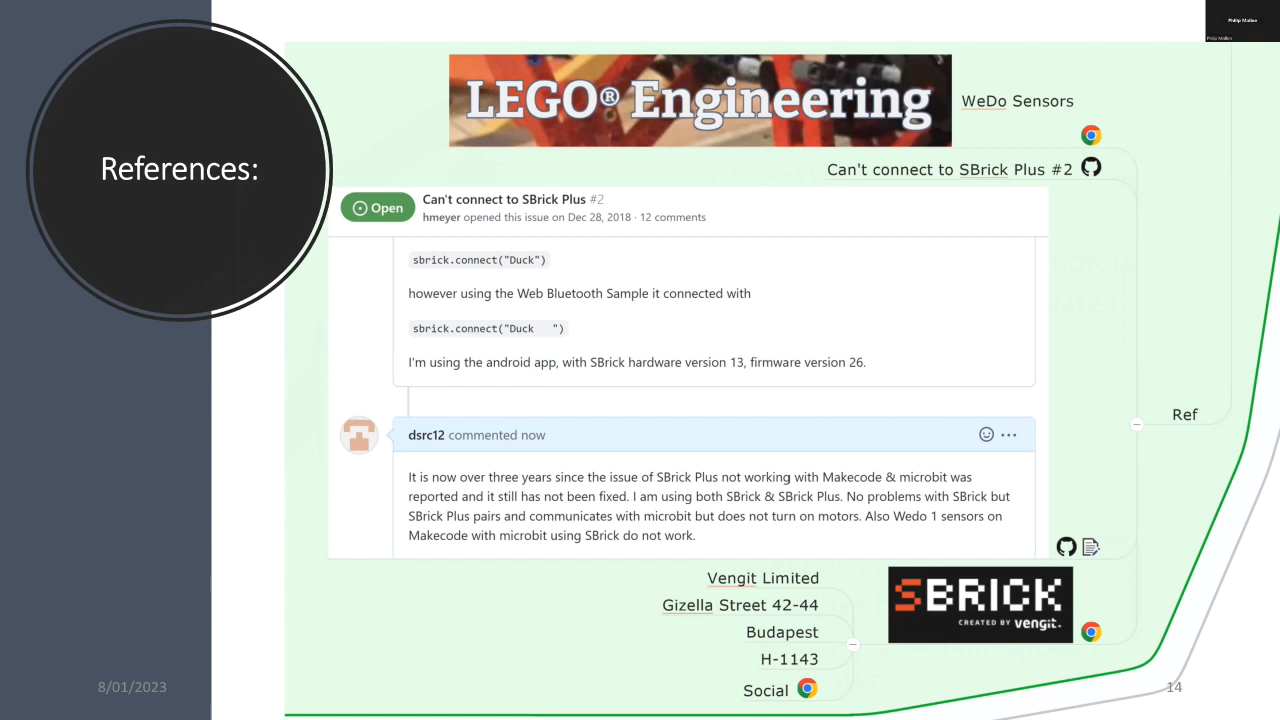 Philip Mallon
Philip Mallon
References:
LEGO® Engineering
WeDo Sensors
Can't connect to SBrick Plus #2
Open
Can't connect to SBrick Plus #2
hmeyer opened this issue on Dec 28, 2018 · 12 comments
sbrick.connect("Duck")
however using the Web Bluetooth Sample it connected with
sbrick.connect("Duck   ")
I'm using the android app, with SBrick hardware version 13, firmware version 26.
dsrc12 commented now
It is now over three years since the issue of SBrick Plus not working with Makecode & microbit was
reported and it still has not been fixed. I am using both SBrick & SBrick Plus. No problems with SBrick but
SBrick Plus pairs and communicates with microbit but does not turn on motors. Also Wedo 1 sensors on
Makecode with microbit using SBrick do not work.
Ref
SBRICK
CREATED BY vengit.
Vengit Limited
Gizella Street 42-44
Budapest
H-1143
Social
8/01/2023
14